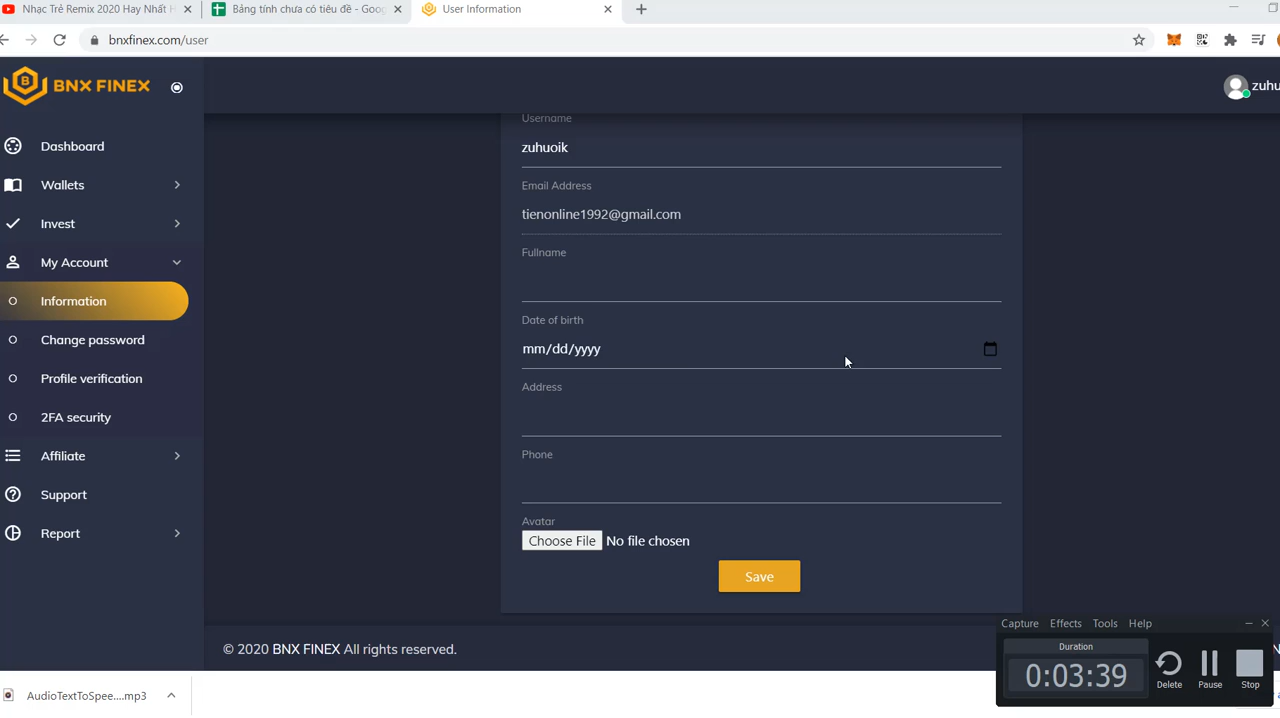 Nhạc Trẻ Remix 2020 Hay Nhất H
Bảng tính chưa có tiêu đề - Goog
User Information
bnxfinex.com/user
BNX FINEX
zuhu
Dashboard
Wallets
Invest
My Account
Information
Change password
Profile verification
2FA security
Affiliate
Support
Report
Username
zuhuoik
Email Address
tienonline1992@gmail.com
Fullname
Date of birth
mm/dd/yyyy
Address
Phone
Avatar
Choose File No file chosen
Save
© 2020 BNX FINEX All rights reserved.
Capture Effects Tools Help
Duration
0:03:39
Delete
Pause
Stop
AudioTextToSpee....mp3